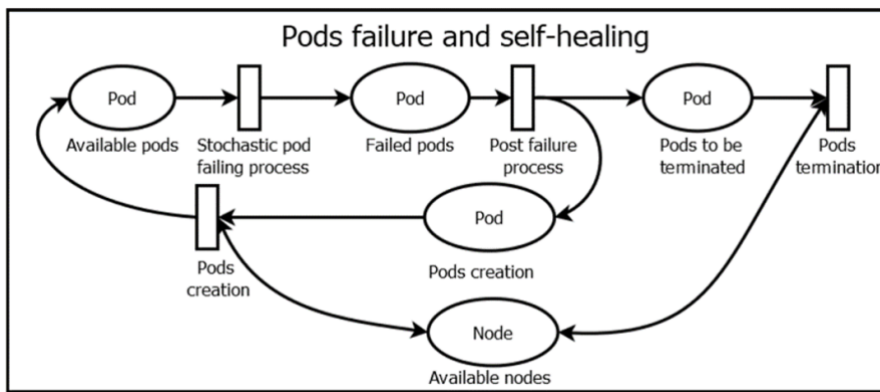 Pods failure and self-healing
Pod
Pod
Pod
Available pods
Stochastic pod
failing process
Failed pods
Post failure
process
Pods to be
terminated
Pods
termination
Pod
Pods
creation
Pods creation
Node
Available nodes